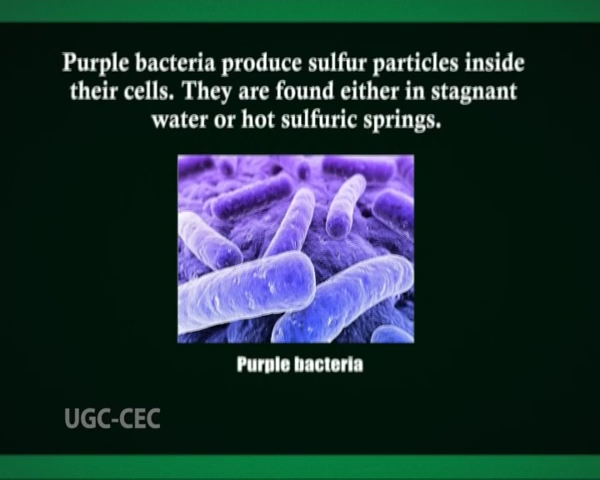 Purple bacteria produce sulfur particles inside
their cells. They are found either in stagnant
water or hot sulfuric springs.
Purple bacteria
UGC-CEC